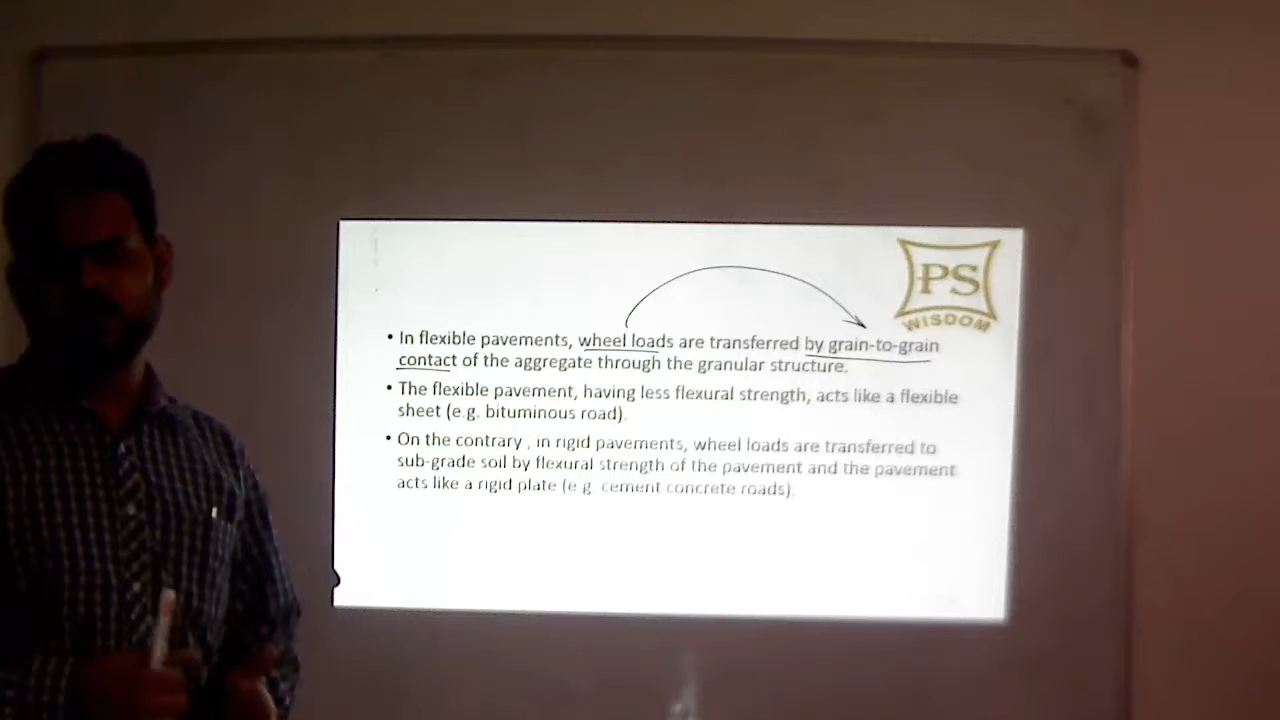 PS
WISDOM
• In flexible pavements, wheel loads are transferred by grain-to-grain
contact of the aggregate through the granular structure.
• The flexible pavement, having less flexural strength, acts like a flexible
sheet (e.g. bituminous road).
• On the contrary , in rigid pavements, wheel loads are transferred to
sub-grade soil by flexural strength of the pavement and the pavement
acts like a rigid plate (e g. cement concrete roads).